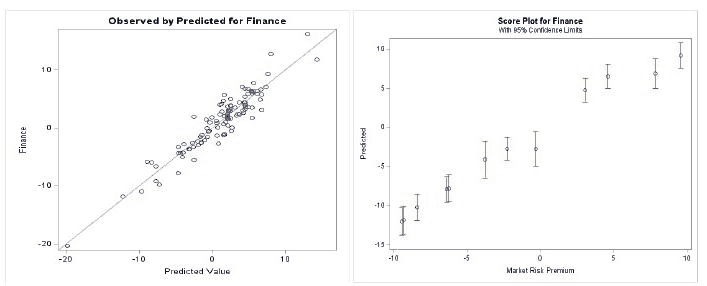 Observed by Predicted for Finance
10
0
-10
-20
Finance
-20
-10
0
10
Predicted Value
Score Plot for Finance
With 95% Confidence Limits
10
5
0
-5
-10
-15
Predicted
-10
-5
0
5
10
Market Risk Premium